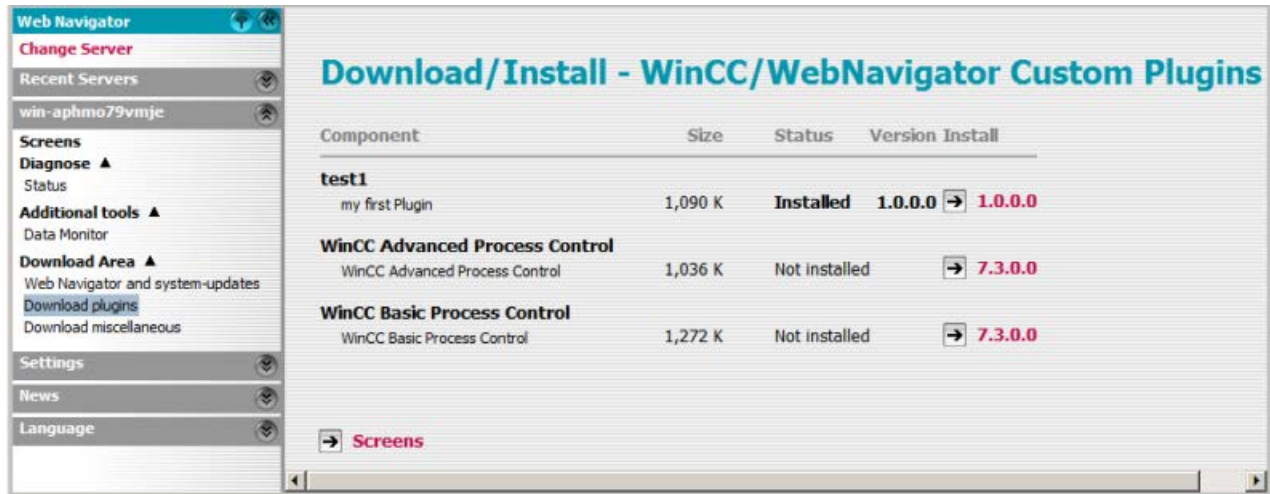 Web Navigator
Change Server
Recent Servers
win-aphmo79vmje
Screens
Diagnose ▲
Status
Additional tools ▲
Data Monitor
Download Area ▲
Web Navigator and system-updates
Download plugins
Download miscellaneous
Settings
News
Language
Download/Install - WinCC/WebNavigator Custom Plugins
Component Size Status Version Install
test1
my first Plugin 1,090 K Installed 1.0.0.0 → 1.0.0.0
WinCC Advanced Process Control
WinCC Advanced Process Control 1,036 K Not installed → 7.3.0.0
WinCC Basic Process Control
WinCC Basic Process Control 1,272 K Not installed → 7.3.0.0
→ Screens